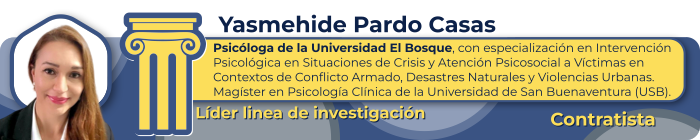 Yasmehide Pardo Casas
Psicóloga de la Universidad El Bosque, con especialización en Intervención
Psicológica en Situaciones de Crisis y Atención Psicosocial a Víctimas en
Contextos de Conflicto Armado, Desastres Naturales y Violencias Urbanas.
Magíster en Psicología Clínica de la Universidad de San Buenaventura (USB).
Líder linea de investigación
Contratista